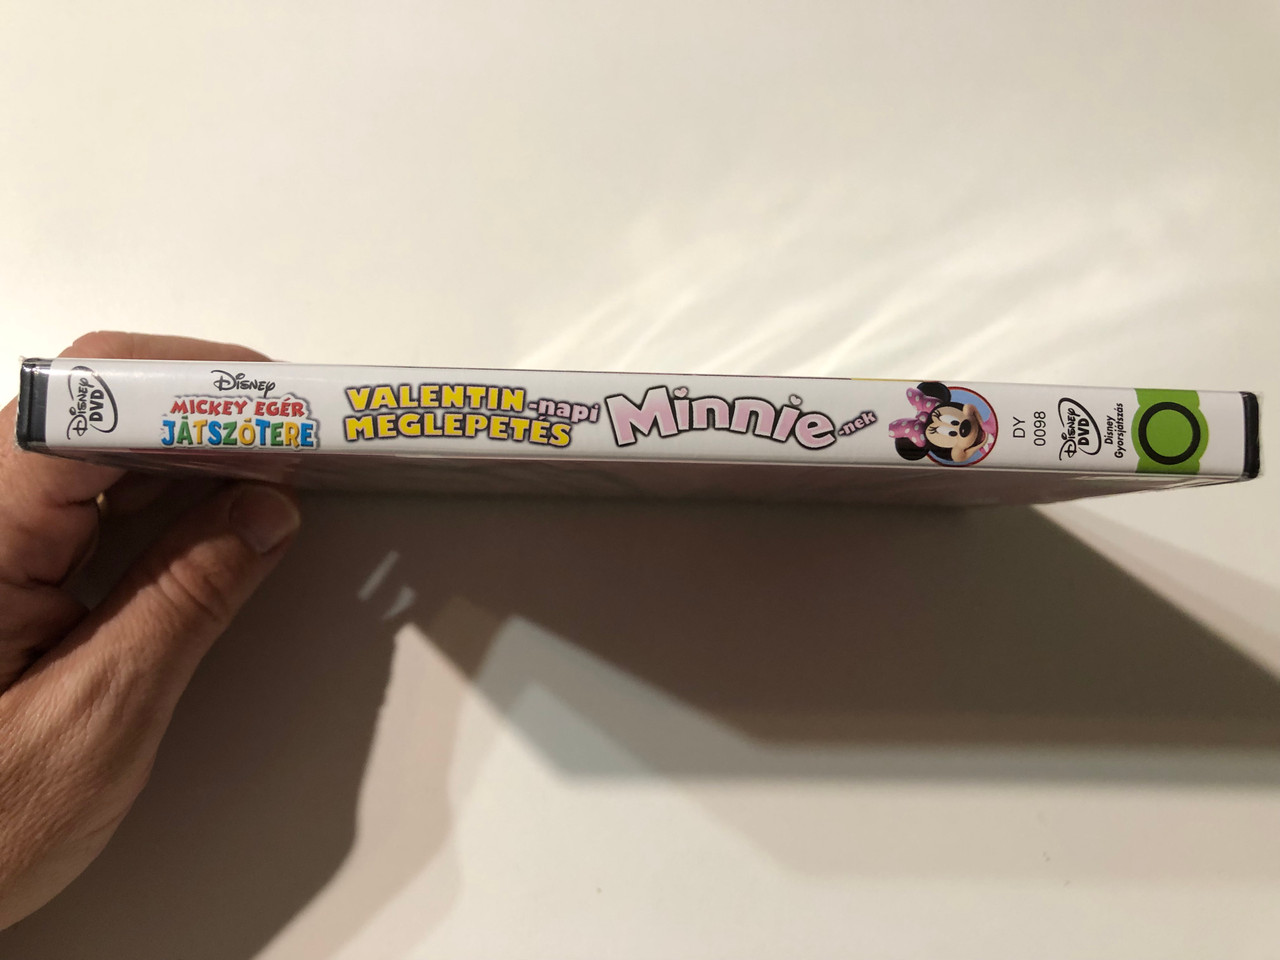 Disney
DVD
Disney
MICKEY EGÉR
JÁTSZÓTERE
VALENTIN-napi
MEGLEPETÉS
Minnie-nek
DY
0098
Disney
DVD
Disney
Gyorsjátszás